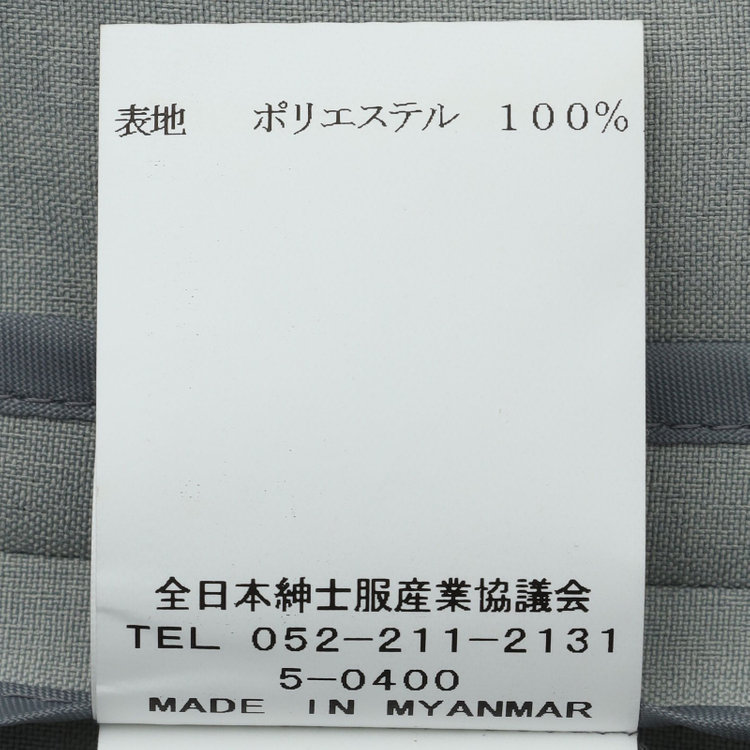 表地 ポリエステル 100%
全日本紳士服産業協議会
TEL 052-211-2131
5-0400
MADE IN MYANMAR